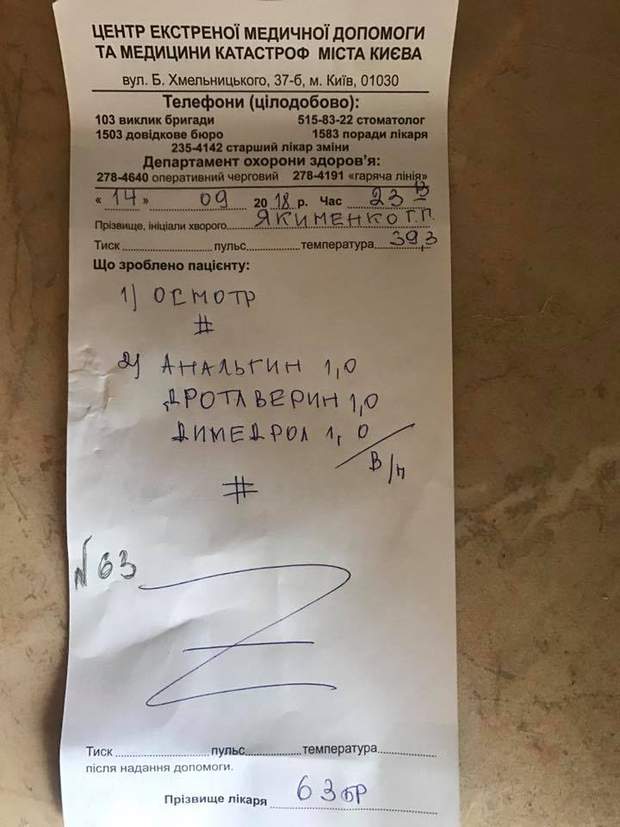 ЦЕНТР ЕКСТРЕНОЇ МЕДИЧНОЇ ДОПОМОГИ
ТА МЕДИЦИНИ КАТАСТРОФ МІСТА КИЄВА
вул. Б. Хмельницького, 37-б, м. Київ, 01030
Телефони (цілодобово):
103 виклик бригади 515-83-22 стоматолог
1503 довідкове бюро 1583 поради лікаря
235-4142 старший лікар зміни
Департамент охорони здоров'я:
278-4640 оперативний черговий 278-4191 «гаряча лінія»
« 14 » 09 2018 р. Час 23 13
Прізвище, ініціали хворого ЯКИМЕНКО Г.П.
Тиск пульс температура 39,3
Що зроблено пацієнту:
1) ОСМОТР
#
2) АНАЛЬГИН 1,0
ДРОТАВЕРИН 1,0
ДИМЕДРОЛ 1,0
В/М
#
N63
Z
Тиск пульс температура
після надання допомоги.
Прізвище лікаря 63 БР